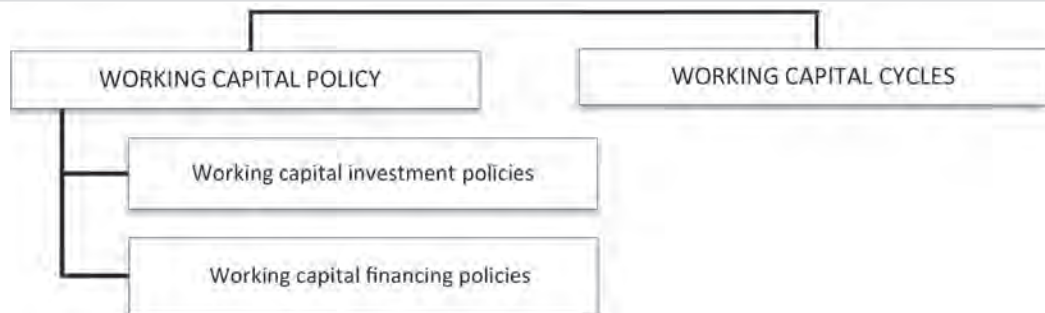 WORKING CAPITAL POLICY
WORKING CAPITAL CYCLES
Working capital investment policies
Working capital financing policies